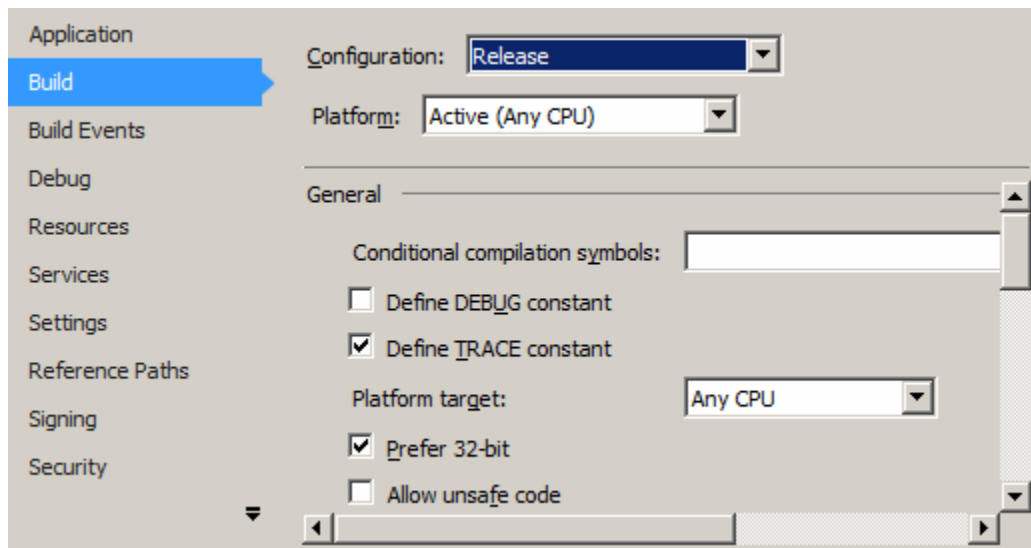 Application
Build
Build Events
Debug
Resources
Services
Settings
Reference Paths
Signing
Security
Configuration: Release
Platform: Active (Any CPU)
General
Conditional compilation symbols:
Define DEBUG constant
Define TRACE constant
Platform target: Any CPU
Prefer 32-bit
Allow unsafe code